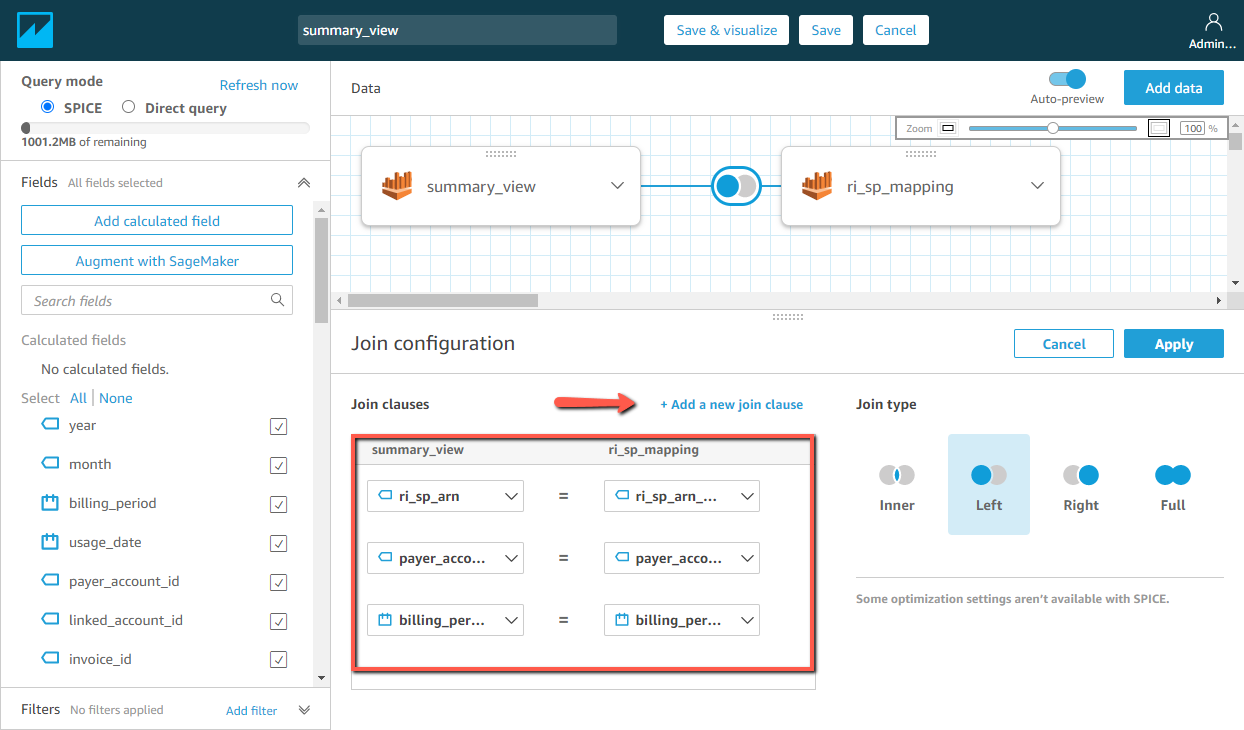 summary_view
Save & visualize
Save
Cancel
Admin...
Query mode
Refresh now
SPICE
Direct query
1001.2MB of remaining
Fields All fields selected
Add calculated field
Augment with SageMaker
Search fields
Calculated fields
No calculated fields.
Select All None
year
month
billing_period
usage_date
payer_account_id
linked_account_id
invoice_id
Filters No filters applied Add filter
Data
Auto-preview
Add data
Zoom 100 %
summary_view
ri_sp_mapping
Join configuration
Cancel
Apply
Join clauses
+ Add a new join clause
summary_view ri_sp_mapping
ri_sp_arn = ri_sp_arn_...
payer_acco... = payer_acco...
billing_per... = billing_per...
Join type
Inner Left Right Full
Some optimization settings aren't available with SPICE.